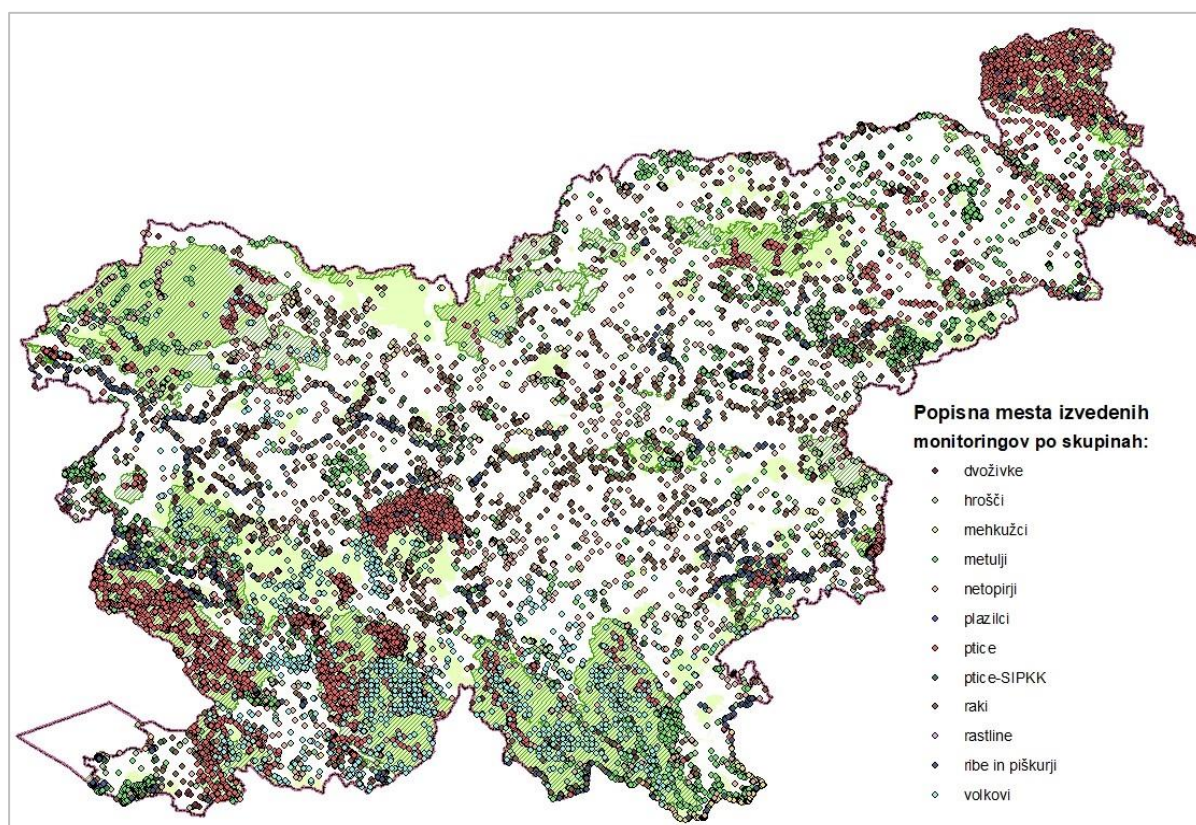 Popisna mesta izvedenih
monitoringov po skupinah:
dvoživke
hrošči
mehkužci
metulji
netopirji
plazilci
ptice
ptice-SIPKK
raki
rastline
ribe in piškurji
volkovi